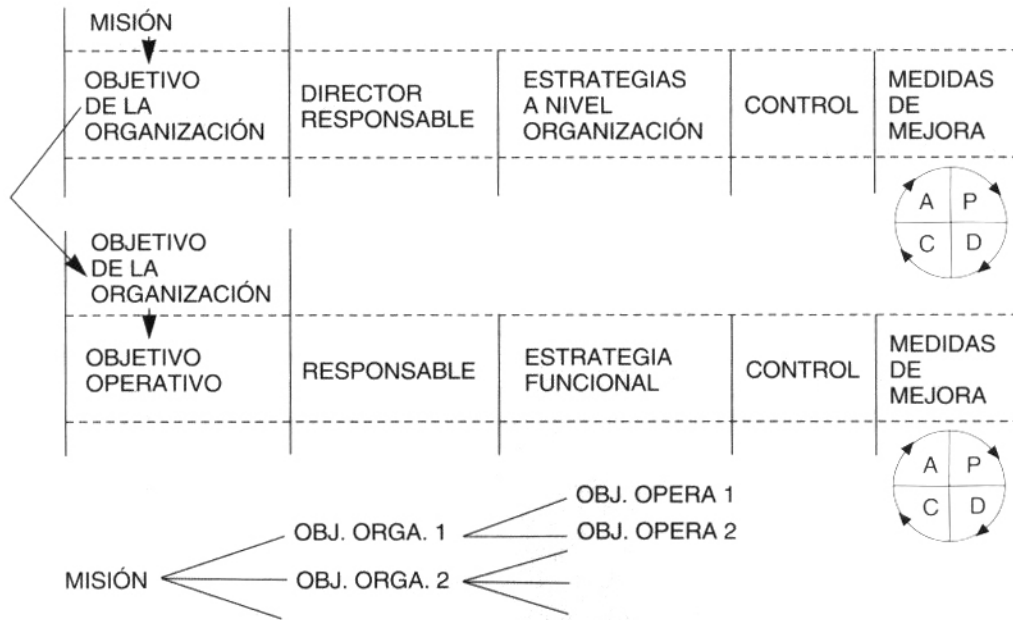 MISIÓN
OBJETIVO
DE LA
ORGANIZACIÓN
DIRECTOR
RESPONSABLE
ESTRATEGIAS
A NIVEL
ORGANIZACIÓN
CONTROL
MEDIDAS
DE
MEJORA
A P
C D
OBJETIVO
DE LA
ORGANIZACIÓN
OBJETIVO
OPERATIVO
RESPONSABLE
ESTRATEGIA
FUNCIONAL
CONTROL
MEDIDAS
DE
MEJORA
A P
C D
MISIÓN
OBJ. ORGA. 1
OBJ. OPERA 1
OBJ. OPERA 2
OBJ. ORGA. 2